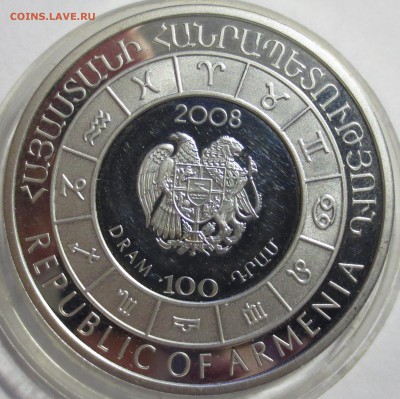 COINS.LAVE.RU
ՀԱՅԱՍՏԱՆԻ ՀԱՆՐԱՊԵՏՈՒԹՅՈՒՆ
2008
DRAM 100 ԴՐԱՄ
REPUBLIC OF ARMENIA